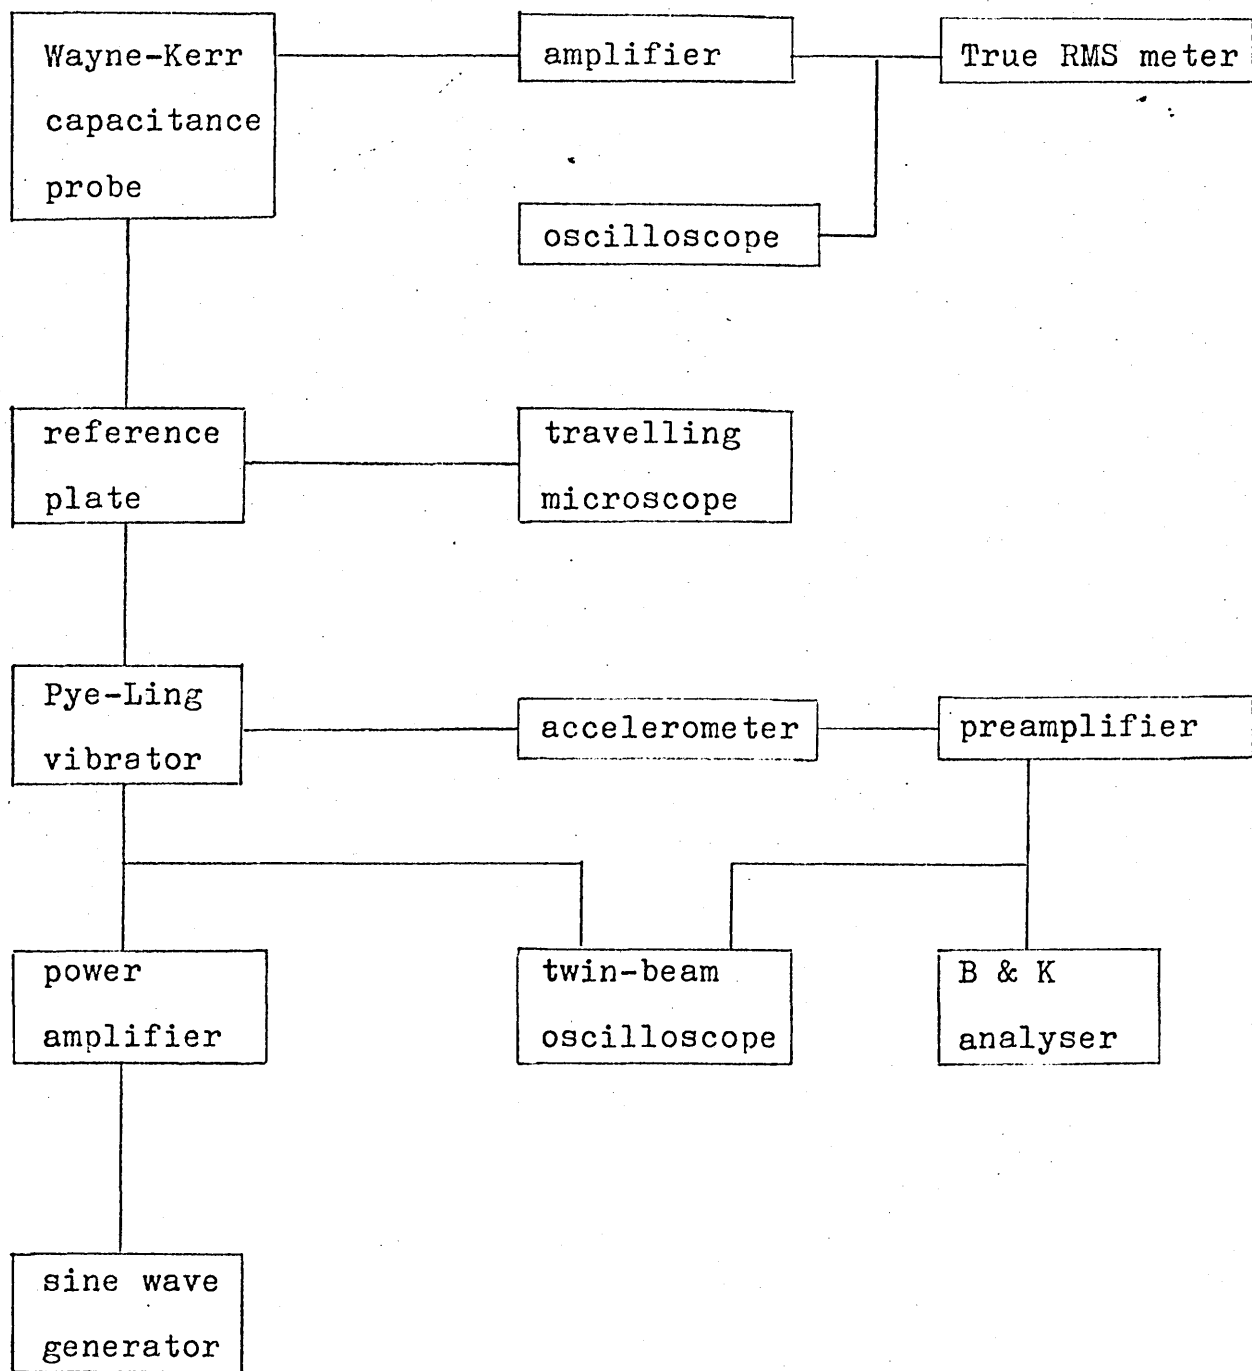 Wayne-Kerr
capacitance
probe
amplifier
True RMS meter
oscilloscope
reference
plate
travelling
microscope
Pye-Ling
vibrator
accelerometer
preamplifier
power
amplifier
twin-beam
oscilloscope
B & K
analyser
sine wave
generator